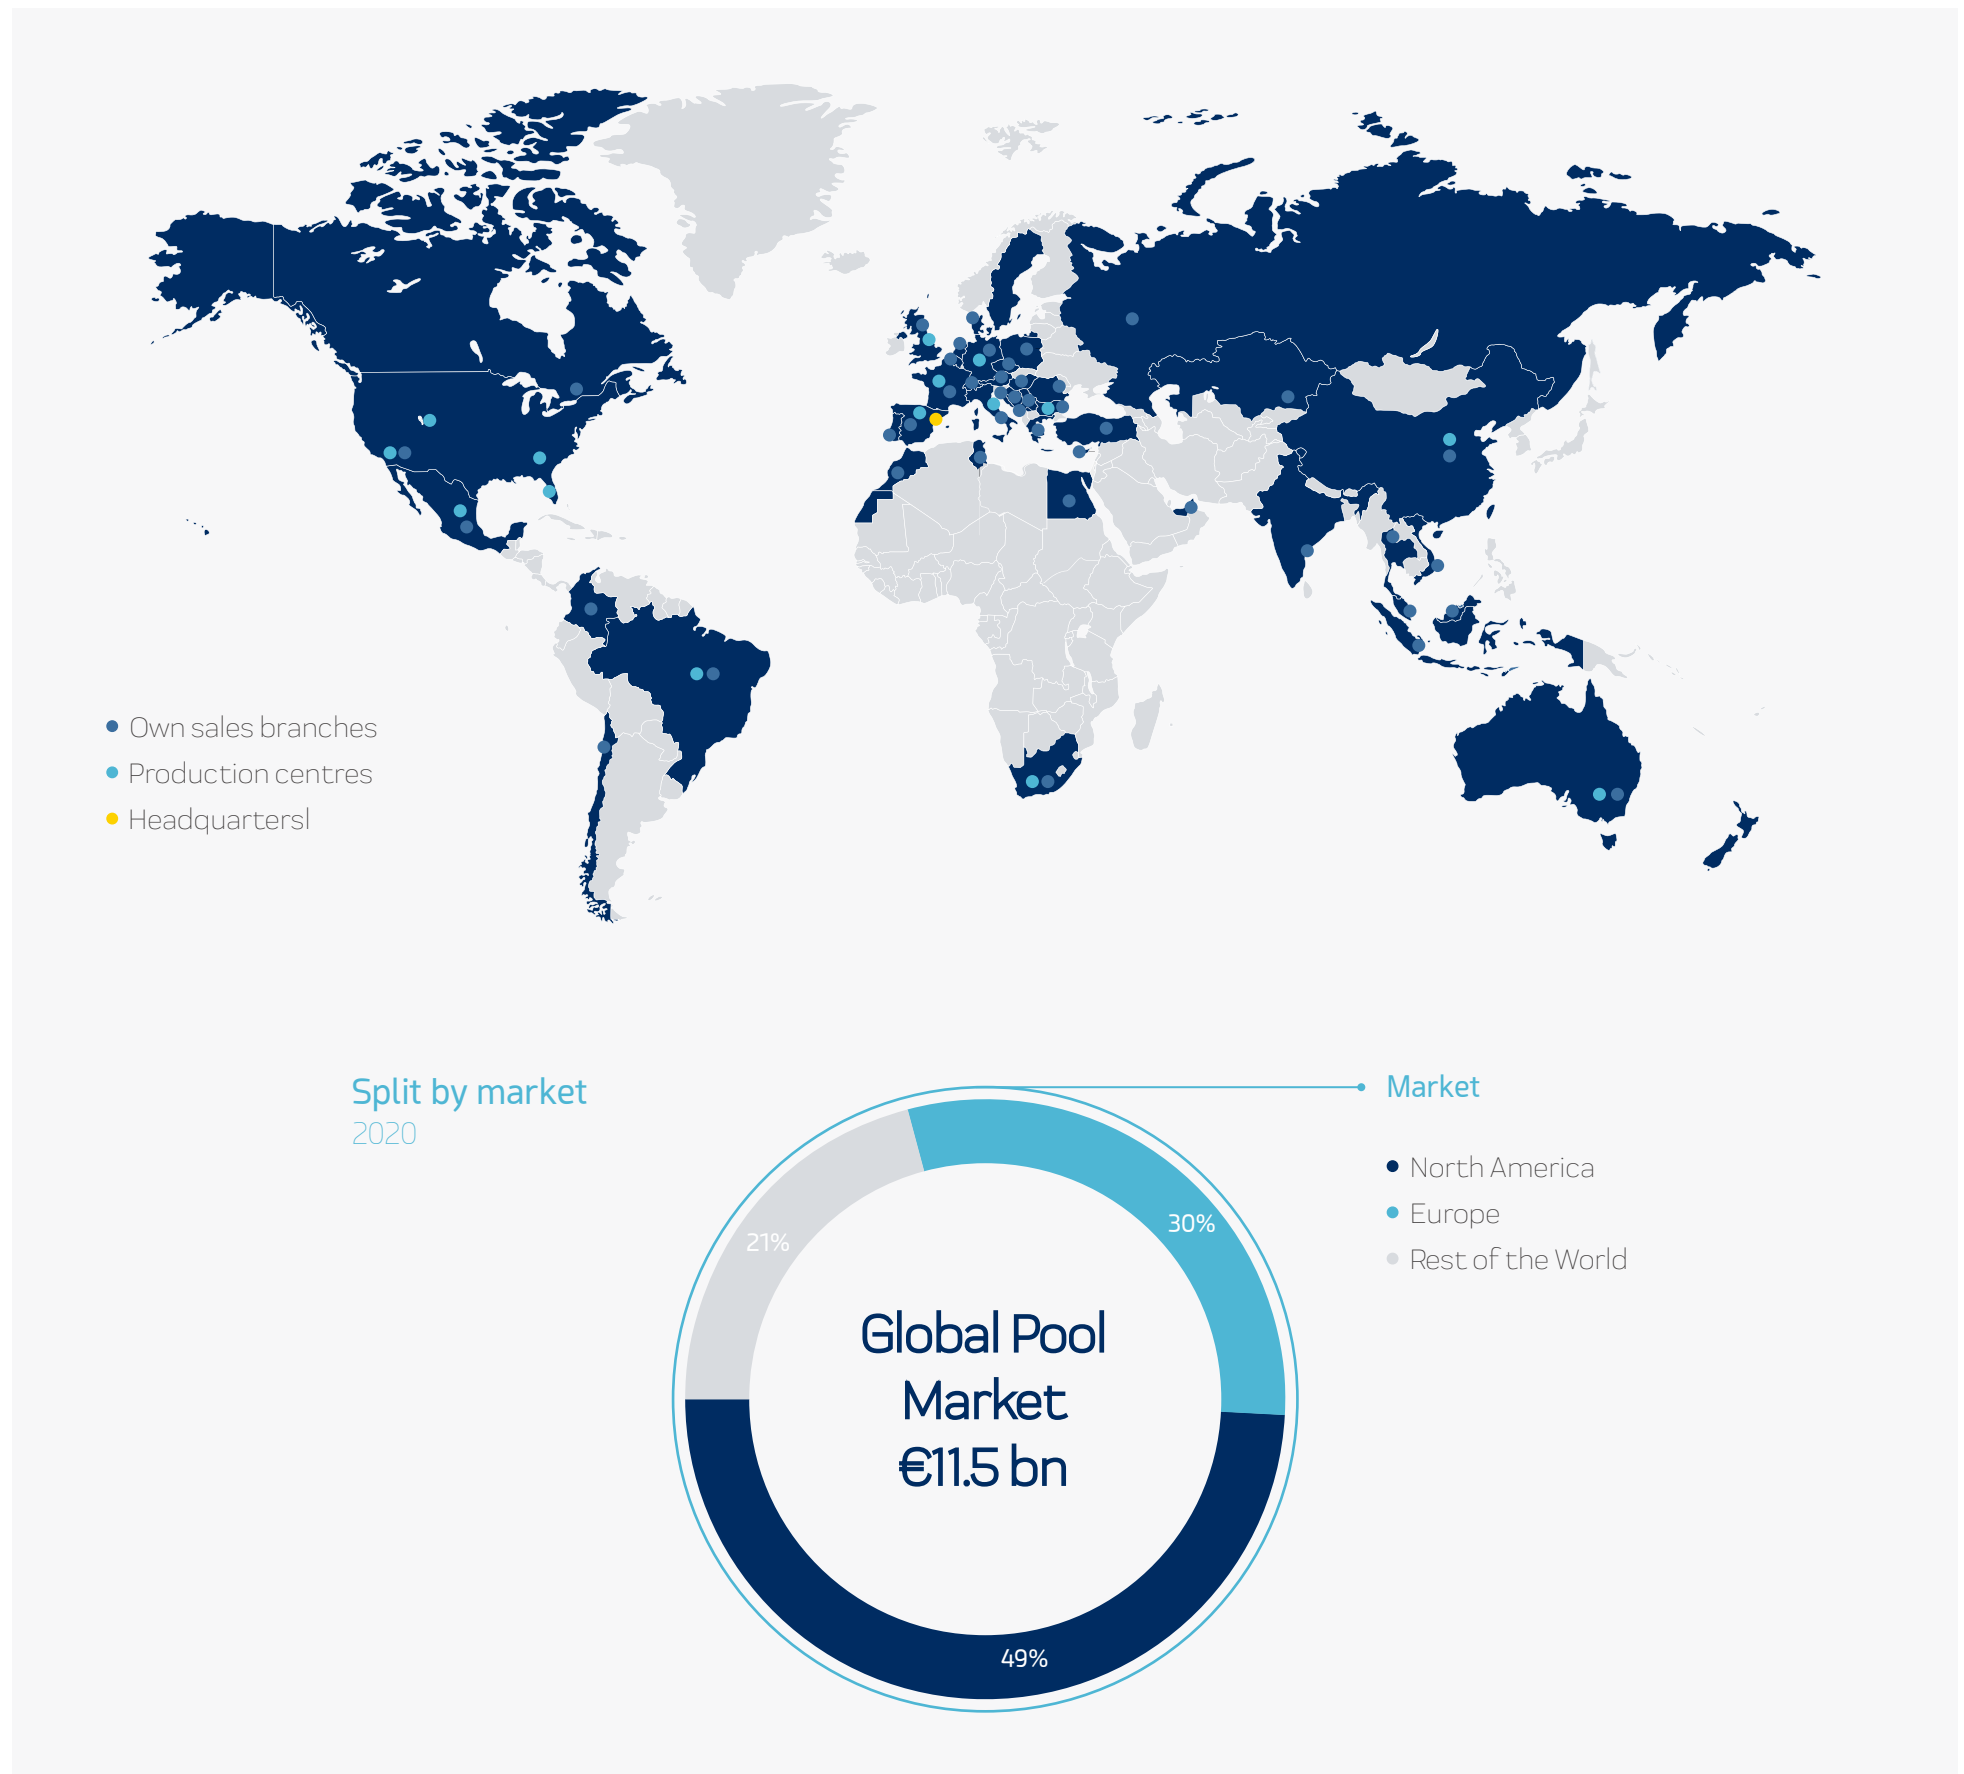 Own sales branches
Production centres
Headquartersl
Split by market
2020
Market
North America
Europe
Rest of the World
30%
21%
Global Pool
Market
€11.5 bn
49%